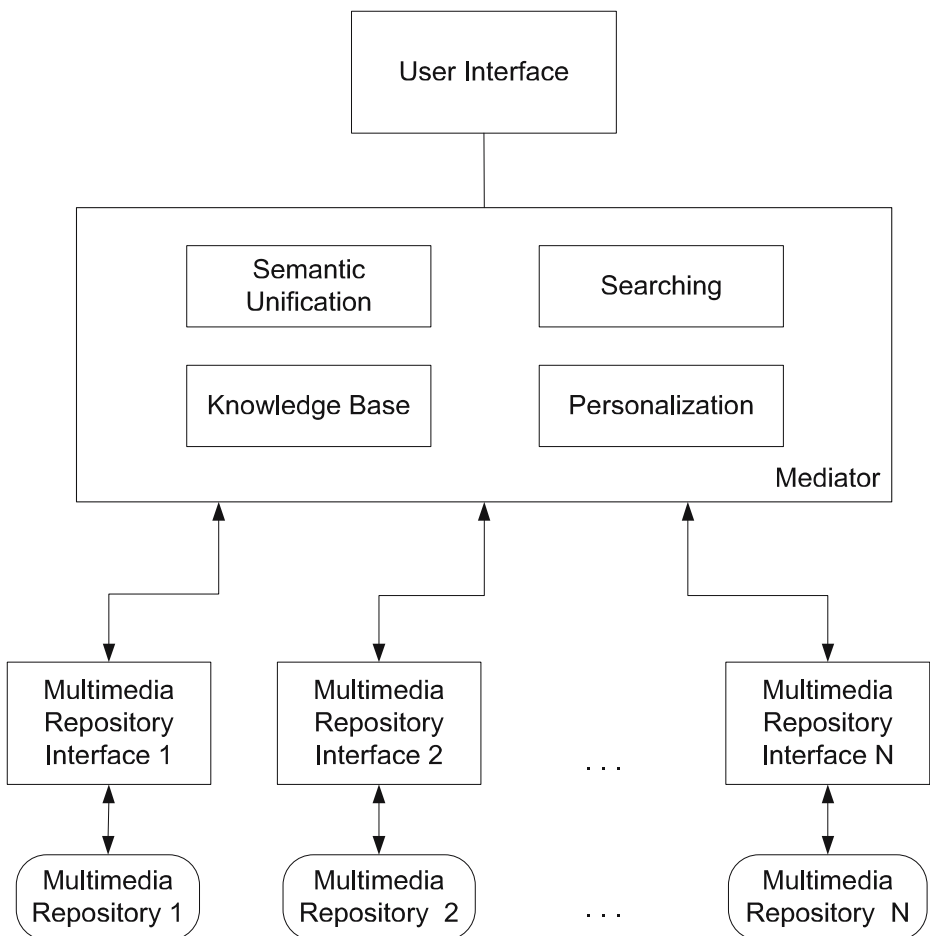 User Interface
Semantic
Unification
Searching
Knowledge Base
Personalization
Mediator
Multimedia
Repository
Interface 1
Multimedia
Repository
Interface 2
. . .
Multimedia
Repository
Interface N
Multimedia
Repository 1
Multimedia
Repository 2
. . .
Multimedia
Repository N